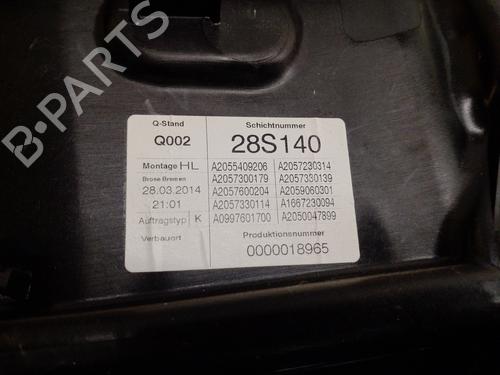 B-PARTS
Q-Stand Schichtnummer
Q002 28S140
Montage HL A2055409206 A2057230314
Brose Bremen A2057300179 A2057330139
28.03.2014 A2057600204 A2059060301
21:01 A2057330114 A1667230094
Auftragstyp K A0997601700 A2050047899
Verbauort Produktionsnummer
0000018965